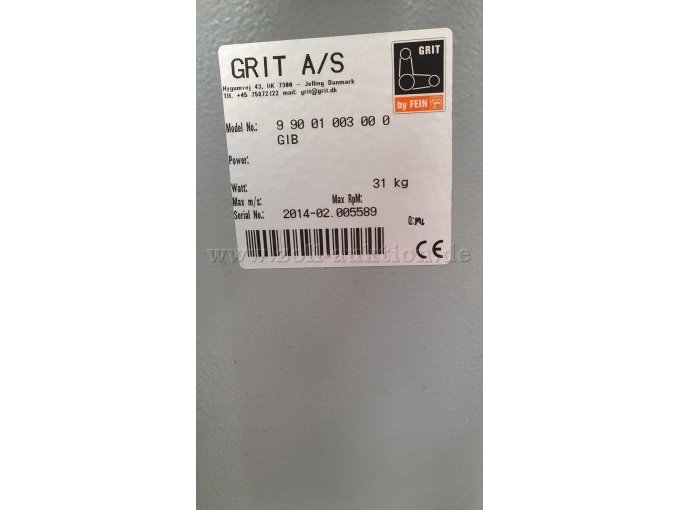 GRIT A/S
Hygumvej 43, DK 7300 - Jelling Danmark
Tlf. +45 75872122 mail: grit@grit.dk
GRIT
by FEIN
Model No.: 9 90 01 003 00 0
GIB
Power:
Watt: 31 kg
Max m/s: Max RpM:
Serial No.: 2014-02.005589
Q:ML
CE
www.zoll-auktion.de